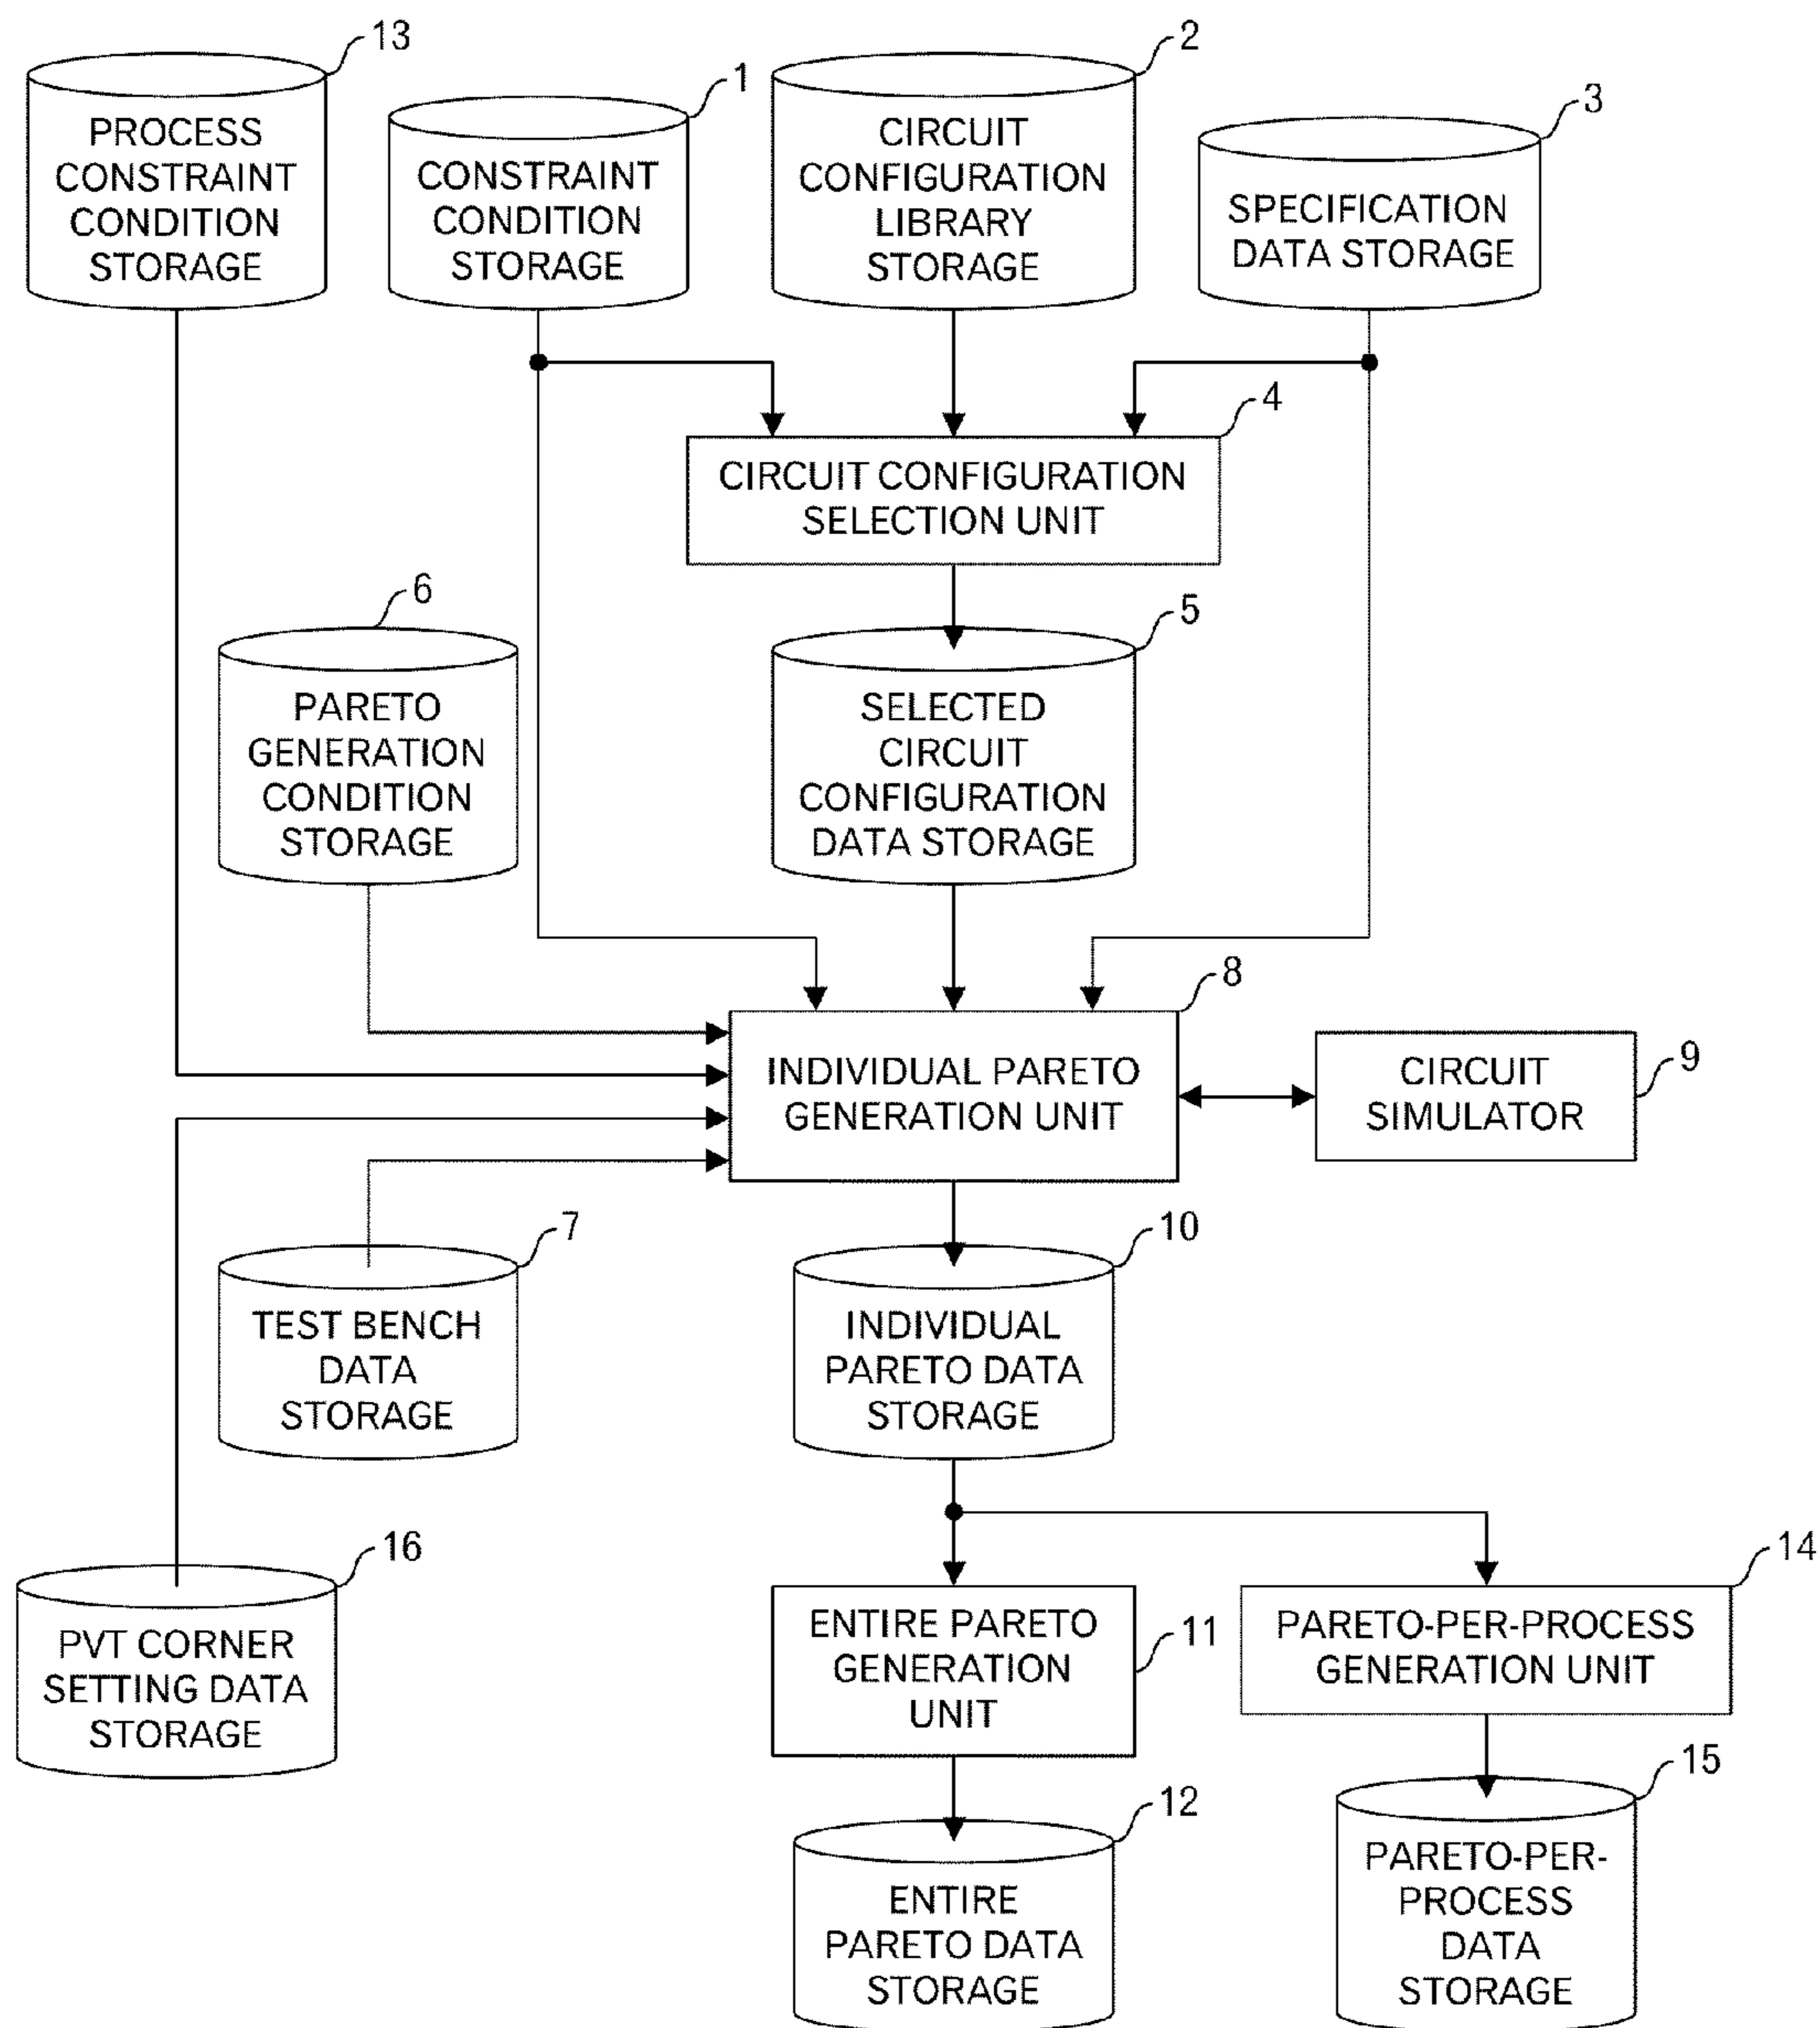 13
PROCESS
CONSTRAINT
CONDITION
STORAGE
1
CONSTRAINT
CONDITION
STORAGE
2
CIRCUIT
CONFIGURATION
LIBRARY
STORAGE
3
SPECIFICATION
DATA STORAGE
4
CIRCUIT CONFIGURATION
SELECTION UNIT
6
PARETO
GENERATION
CONDITION
STORAGE
5
SELECTED
CIRCUIT
CONFIGURATION
DATA STORAGE
8
INDIVIDUAL PARETO
GENERATION UNIT
9
CIRCUIT
SIMULATOR
7
TEST BENCH
DATA
STORAGE
10
INDIVIDUAL
PARETO DATA
STORAGE
16
PVT CORNER
SETTING DATA
STORAGE
11
ENTIRE PARETO
GENERATION
UNIT
14
PARETO-PER-PROCESS
GENERATION UNIT
12
ENTIRE
PARETO DATA
STORAGE
15
PARETO-PER-
PROCESS
DATA
STORAGE